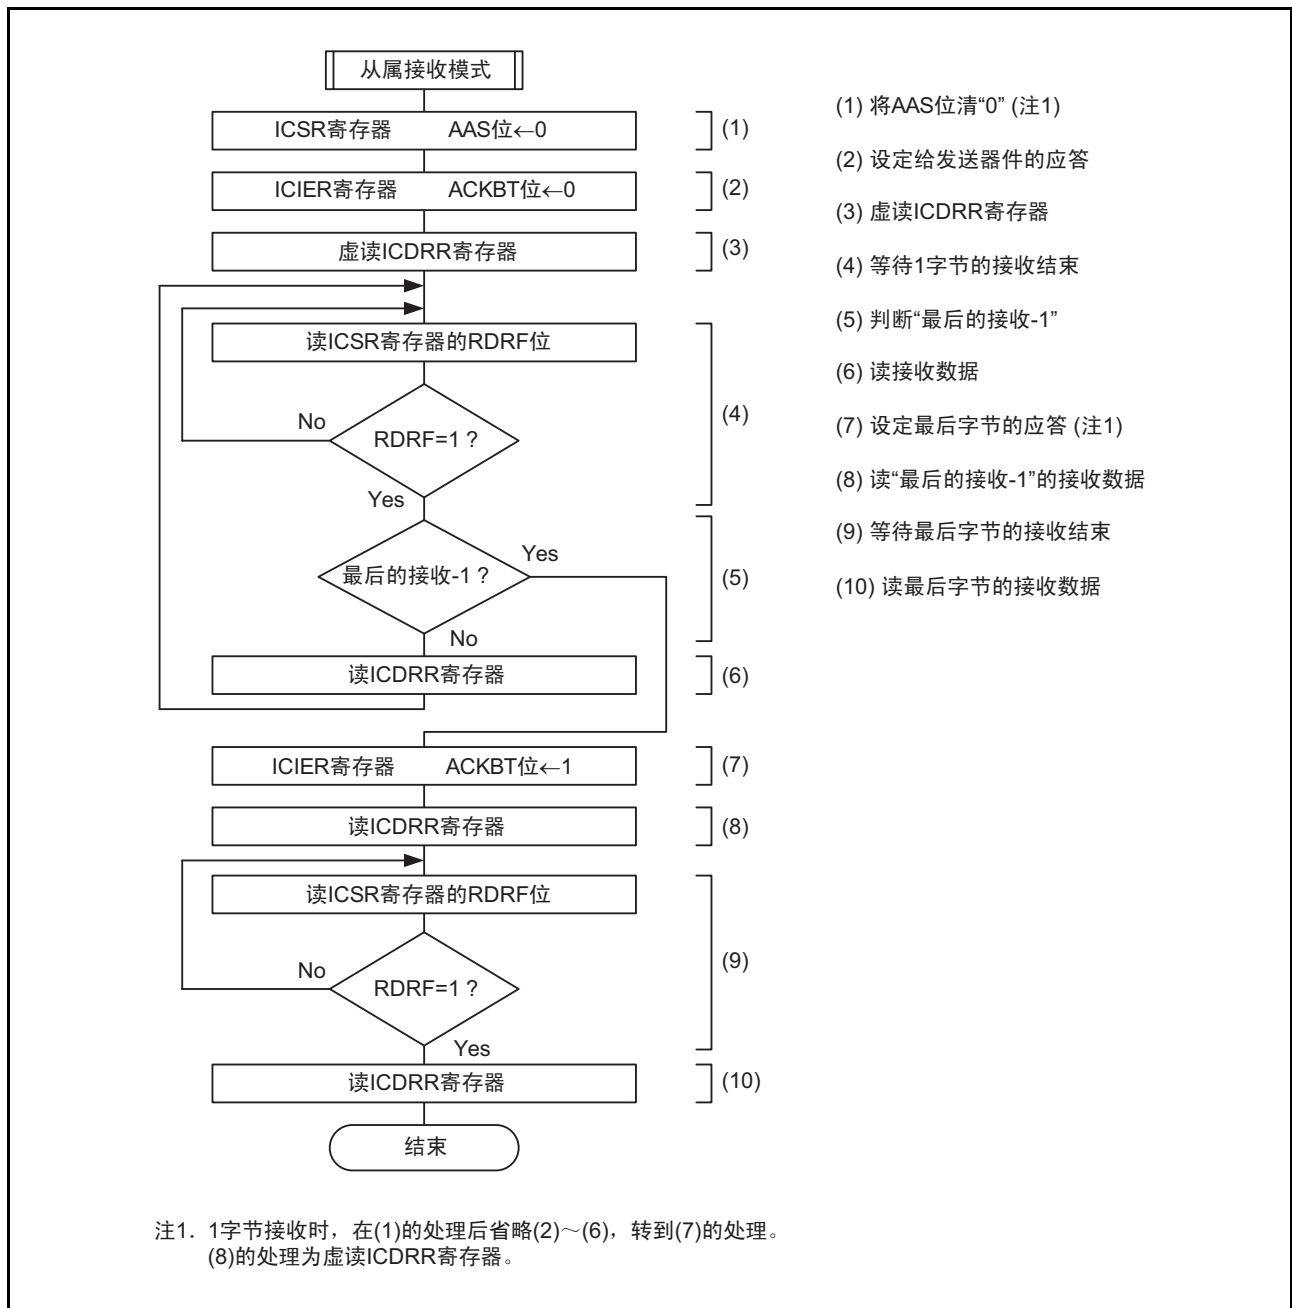 从属接收模式
ICSR寄存器 AAS位←0
(1)
ICIER寄存器 ACKBT位←0
(2)
虚读ICDRR寄存器
(3)
读ICSR寄存器的RDRF位
No
RDRF=1 ?
(4)
Yes
最后的接收-1 ?
Yes
(5)
No
读ICDRR寄存器
(6)
ICIER寄存器 ACKBT位←1
(7)
读ICDRR寄存器
(8)
读ICSR寄存器的RDRF位
No
RDRF=1 ?
(9)
Yes
读ICDRR寄存器
(10)
结束
(1) 将AAS位清“0” (注1)
(2) 设定给发送器件的应答
(3) 虚读ICDRR寄存器
(4) 等待1字节的接收结束
(5) 判断“最后的接收-1”
(6) 读接收数据
(7) 设定最后字节的应答 (注1)
(8) 读“最后的接收-1”的接收数据
(9) 等待最后字节的接收结束
(10) 读最后字节的接收数据
注1. 1字节接收时，在(1)的处理后省略(2)～(6)，转到(7)的处理。
(8)的处理为虚读ICDRR寄存器。